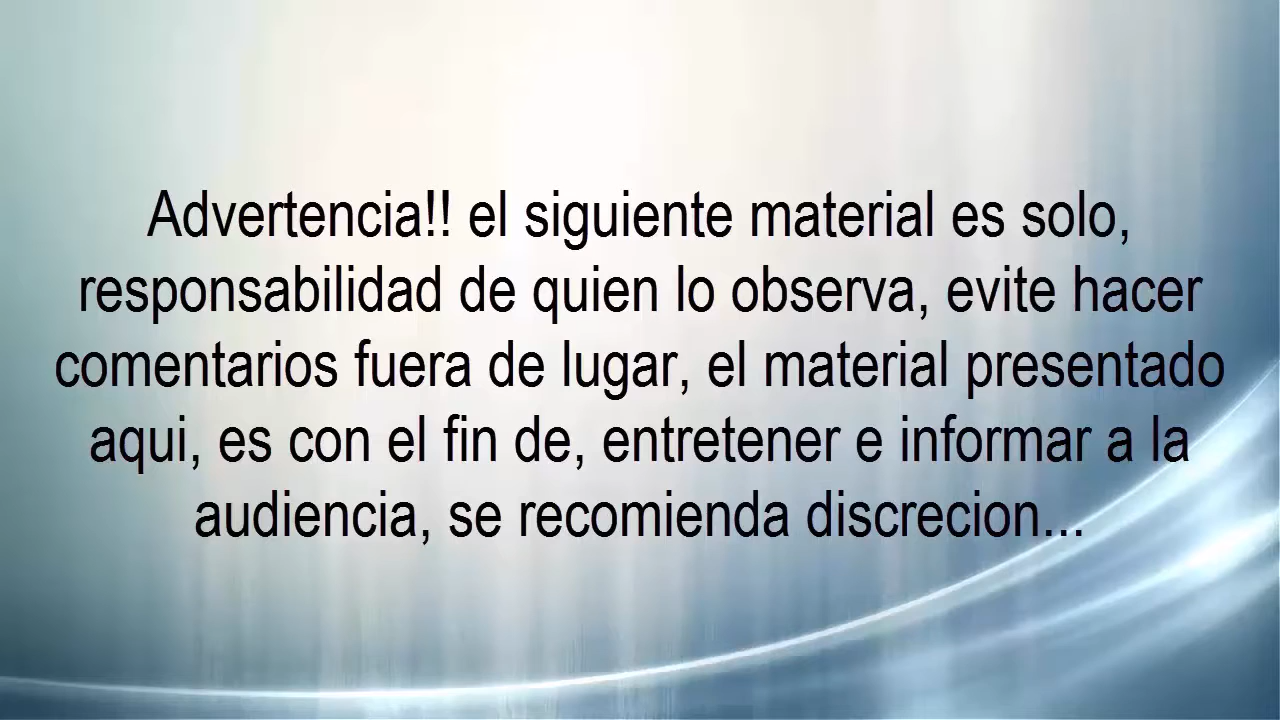 Advertencia!! el siguiente material es solo,
responsabilidad de quien lo observa, evite hacer
comentarios fuera de lugar, el material presentado
aqui, es con el fin de, entretener e informar a la
audiencia, se recomienda discrecion...